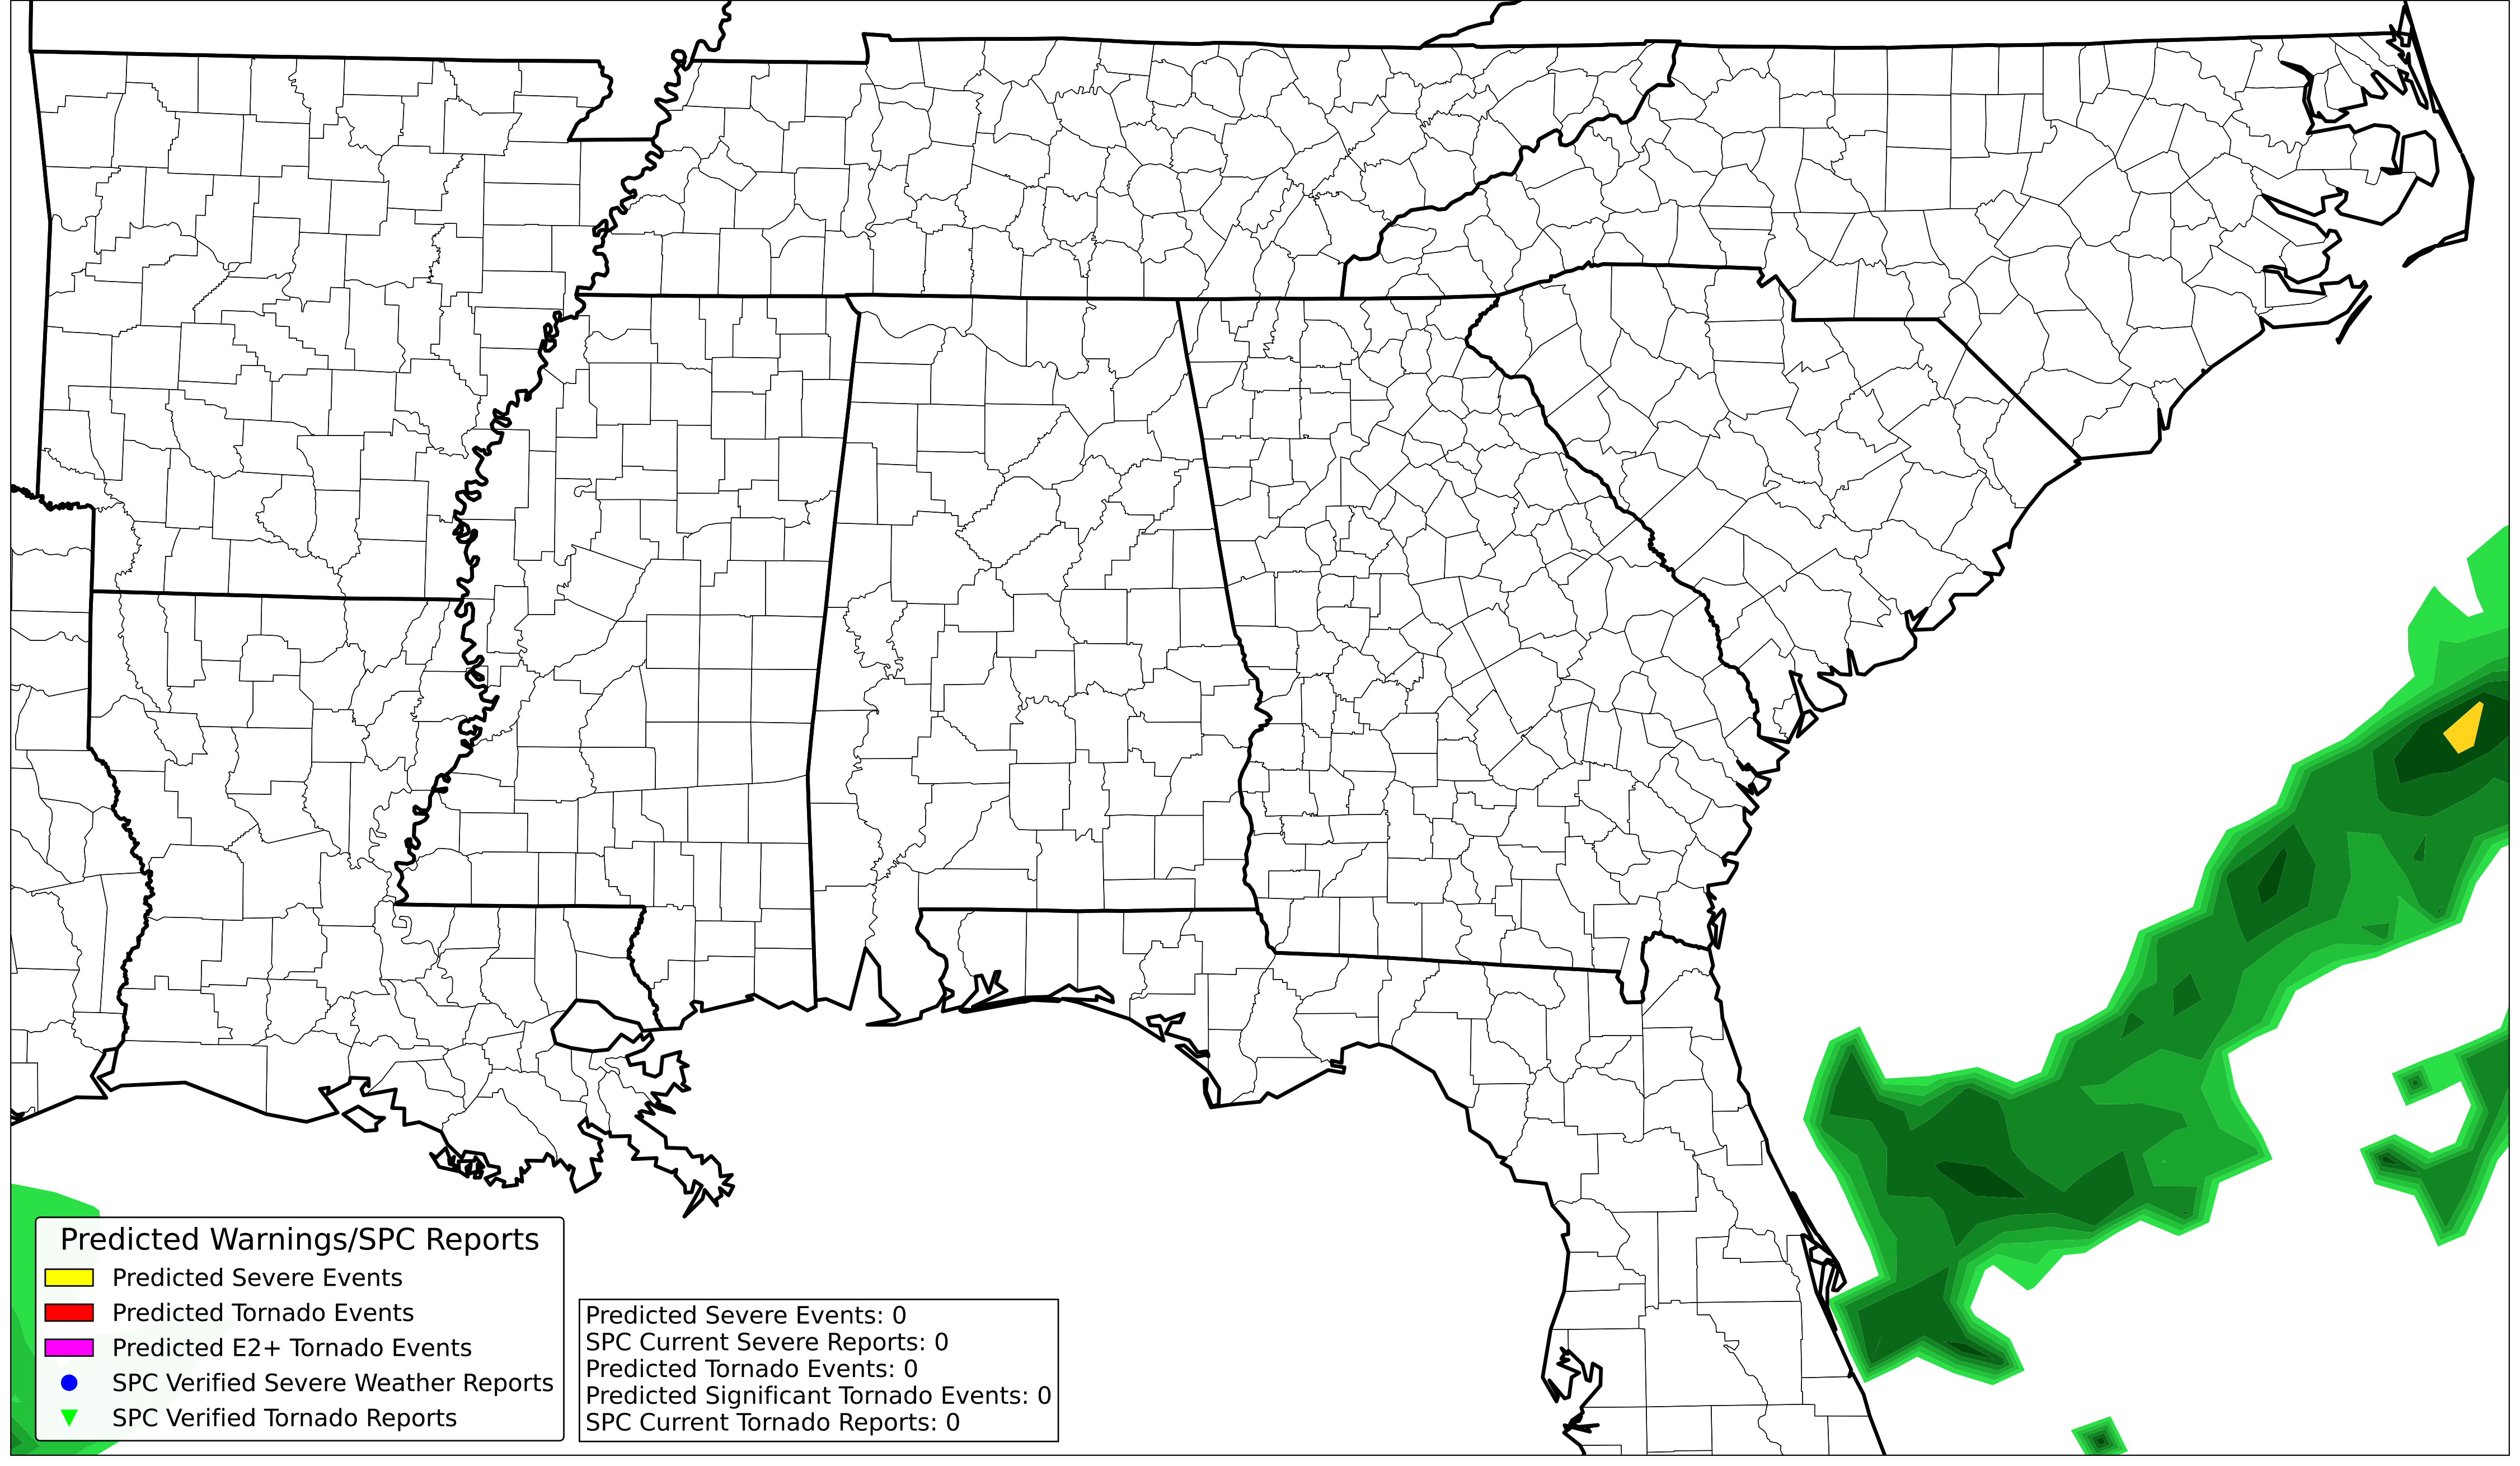 Predicted Warnings/SPC Reports
Predicted Severe Events
Predicted Tornado Events
Predicted E2+ Tornado Events
SPC Verified Severe Weather Reports
SPC Verified Tornado Reports
Predicted Severe Events: 0
SPC Current Severe Reports: 0
Predicted Tornado Events: 0
Predicted Significant Tornado Events: 0
SPC Current Tornado Reports: 0